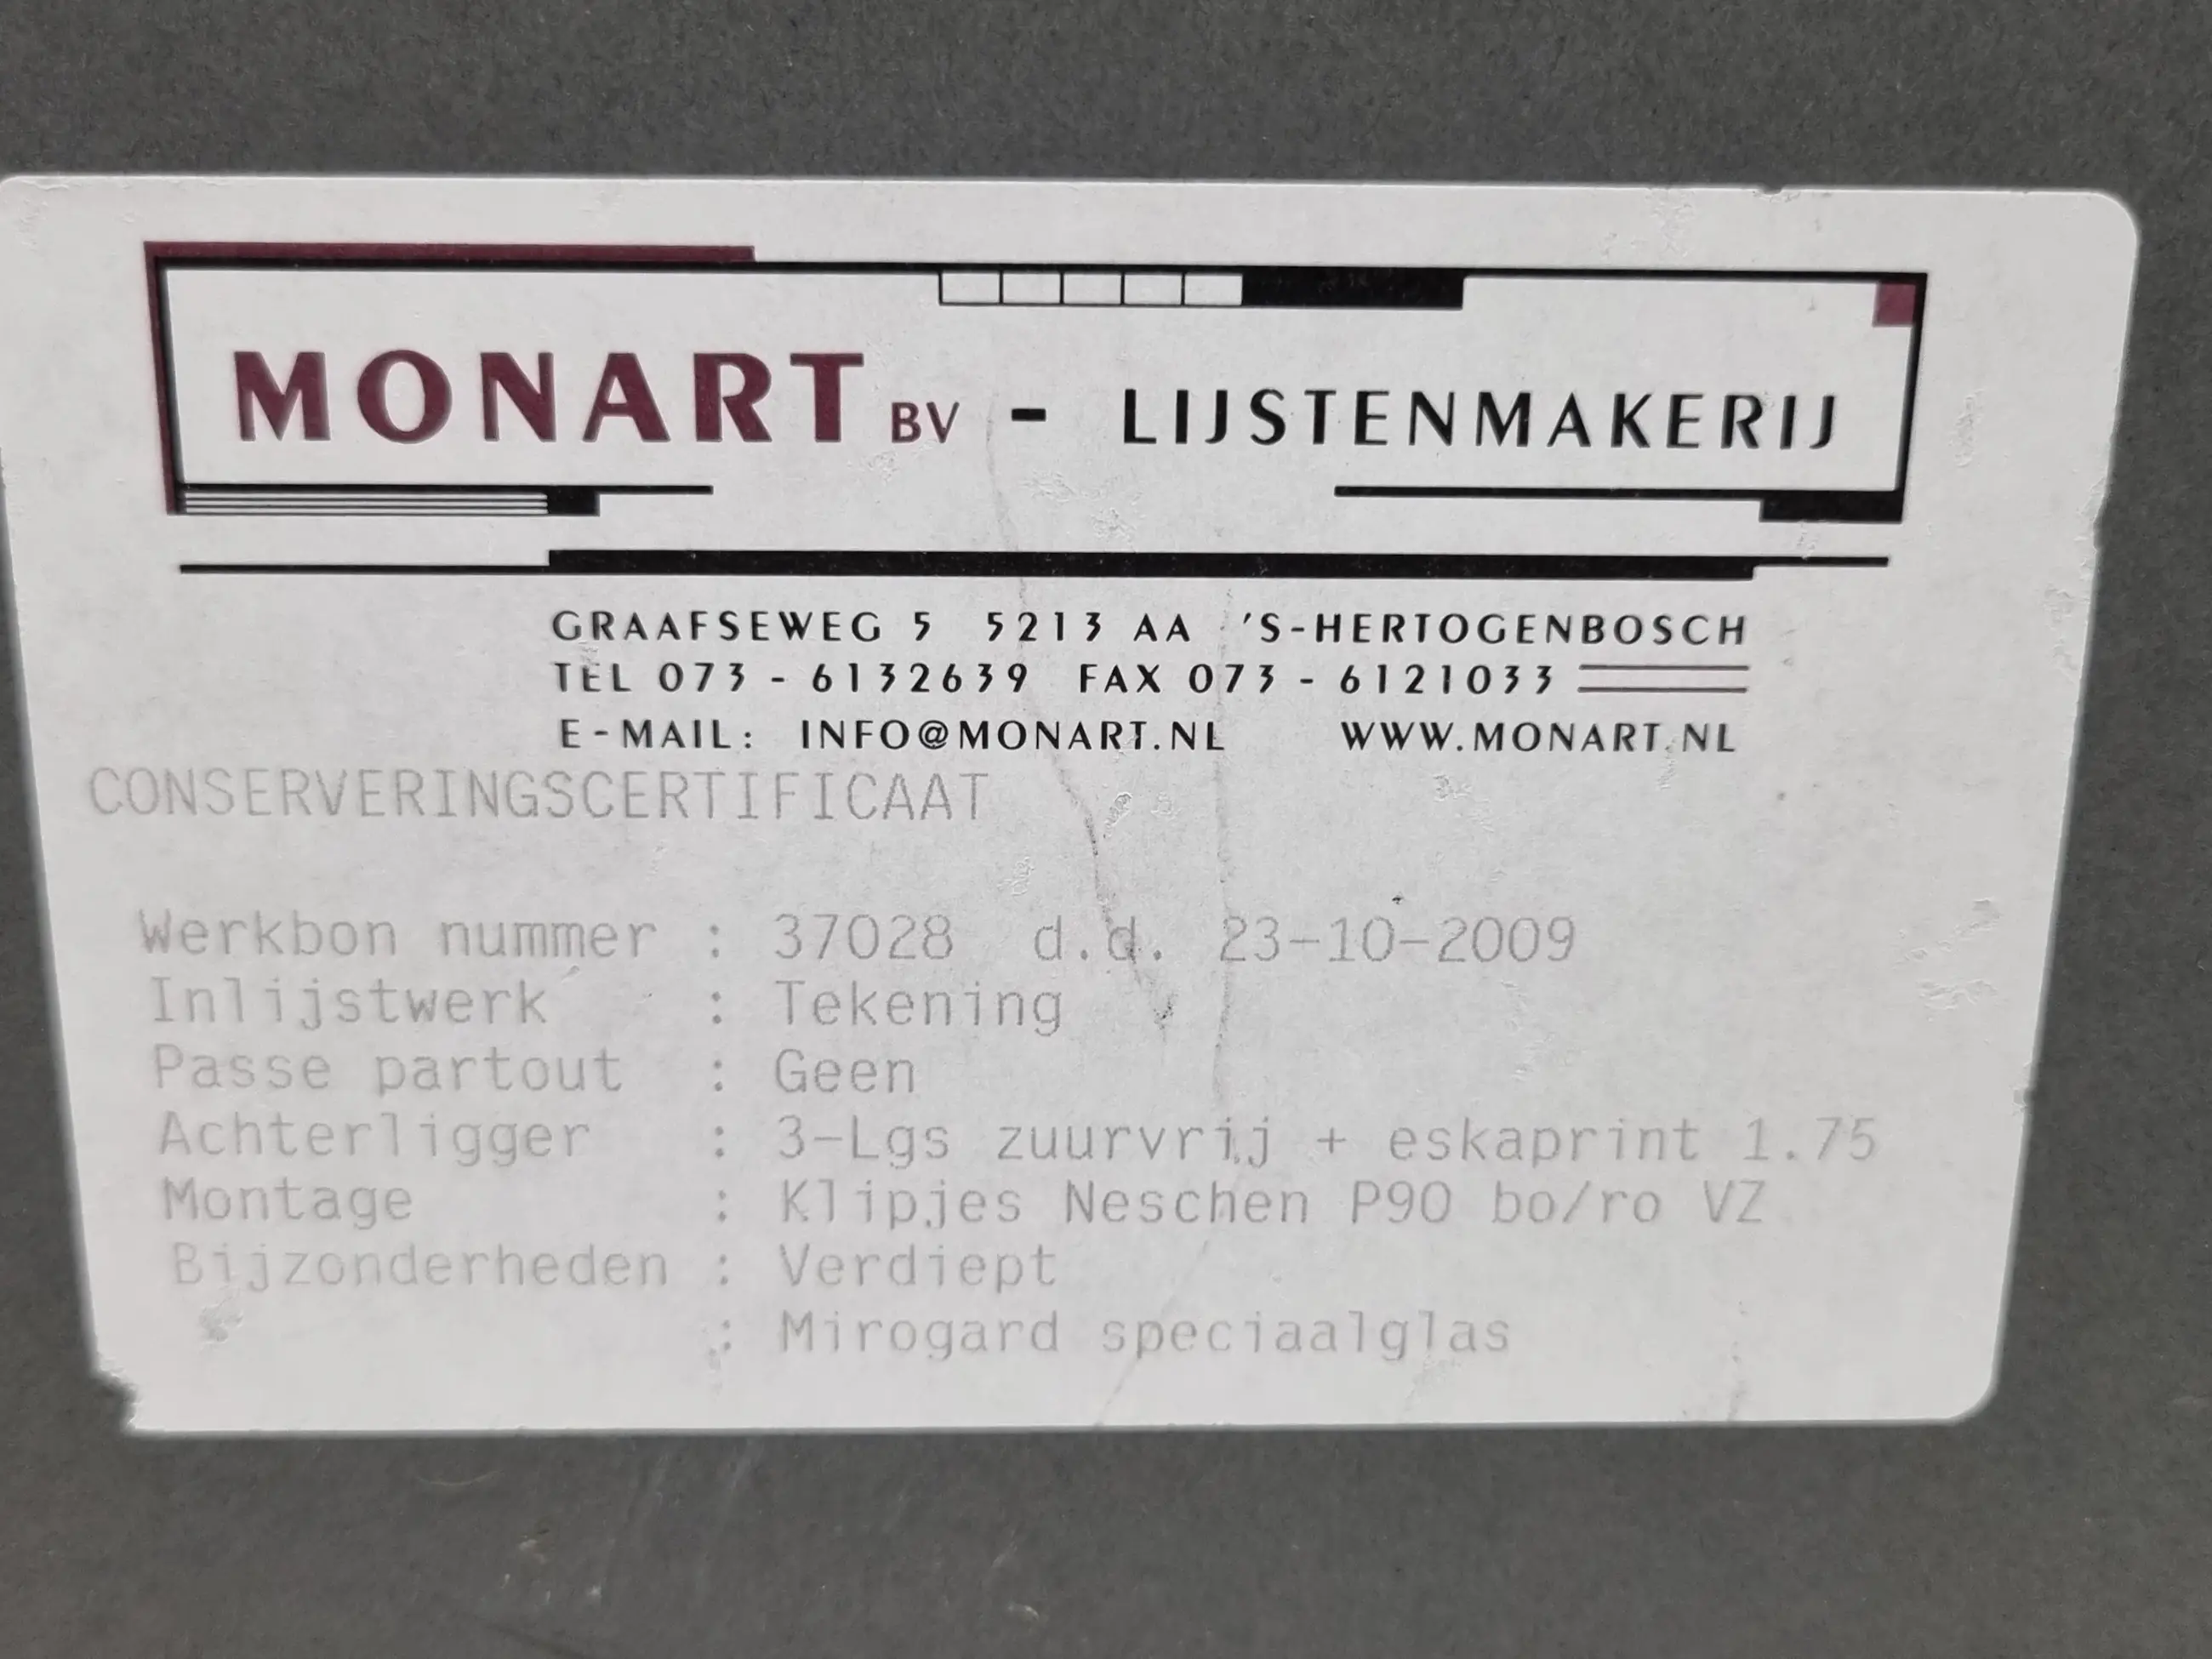 MONART BV - LIJSTENMAKERIJ
GRAAFSEWEG 5 5213 AA 'S-HERTOGENBOSCH
TEL 073 - 6132639 FAX 073 - 6121033
E-MAIL: INFO@MONART.NL WWW.MONART.NL
CONSERVERINGSCERTIFICAAT
Werkbon nummer : 37028 d.d. 23-10-2009
Inlijstwerk : Tekening
Passe partout : Geen
Achterligger : 3-Lgs zuurvrij + eskaprint 1.75
Montage : Klipjes Neschen P90 bo/ro VZ
Bijzonderheden : Verdiept
: Mirogard speciaalglas